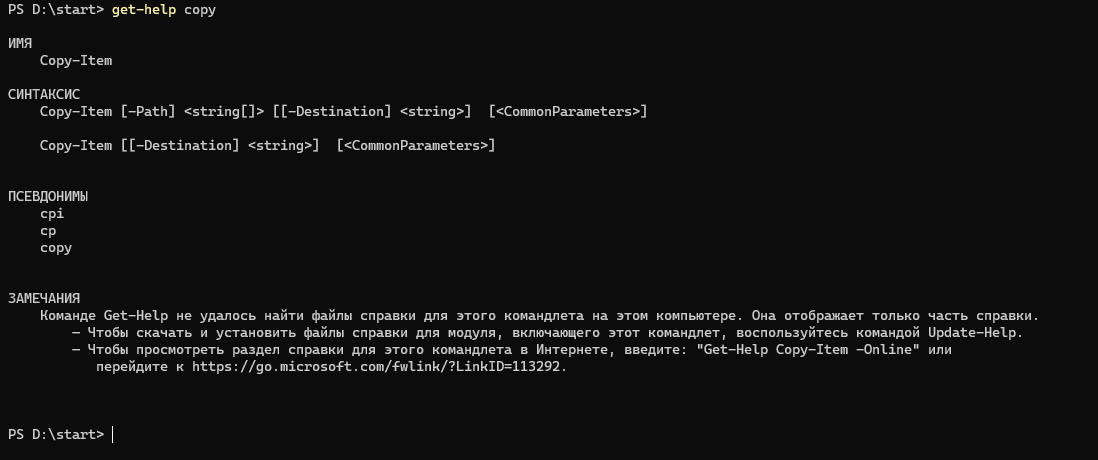 PS D:\start> get-help copy
ИМЯ
Copy-Item
СИНТАКСИС
Copy-Item [-Path] <string[]> [[-Destination] <string>]  [<CommonParameters>]
Copy-Item [[-Destination] <string>]  [<CommonParameters>]
ПСЕВДОНИМЫ
cpi
cp
copy
ЗАМЕЧАНИЯ
Команде Get-Help не удалось найти файлы справки для этого командлета на этом компьютере. Она отображает только часть справки.
— Чтобы скачать и установить файлы справки для модуля, включающего этот командлет, воспользуйтесь командой Update-Help.
— Чтобы просмотреть раздел справки для этого командлета в Интернете, введите: "Get-Help Copy-Item -Online" или
перейдите к https://go.microsoft.com/fwlink/?LinkID=113292.
PS D:\start>